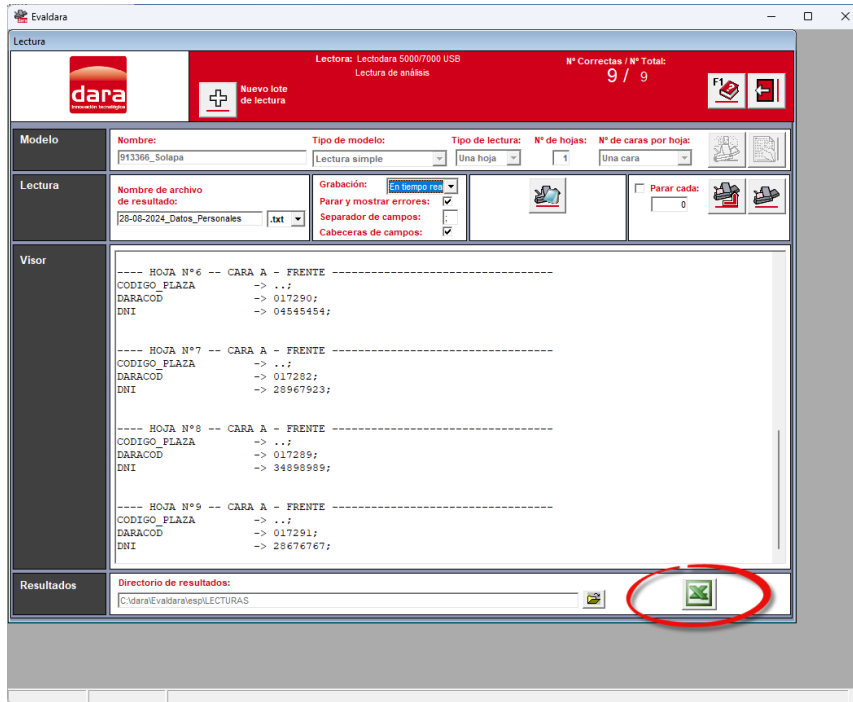 Evaldara
Lectura
dara
innovación tecnológica
Nuevo lote
de lectura
Lectora: Lectodara 5000/7000 USB
Lectura de análisis
Nº Correctas / Nº Total:
9 / 9
F1
Modelo
Nombre:
913366_Solapa
Tipo de modelo:
Lectura simple
Tipo de lectura:
Una hoja
Nº de hojas:
1
Nº de caras por hoja:
Una cara
Lectura
Nombre de archivo
de resultado:
28-08-2024_Datos_Personales
.txt
Grabación:
En tiempo rea
Parar y mostrar errores:
Separador de campos:
;
Cabeceras de campos:
Parar cada:
0
Visor
---- HOJA Nº6 -- CARA A - FRENTE ----------------------------------
CODIGO_PLAZA -> ..;
DARACOD -> 017290;
DNI -> 04545454;
---- HOJA Nº7 -- CARA A - FRENTE ----------------------------------
CODIGO_PLAZA -> ..;
DARACOD -> 017282;
DNI -> 28967923;
---- HOJA Nº8 -- CARA A - FRENTE ----------------------------------
CODIGO_PLAZA -> ..;
DARACOD -> 017289;
DNI -> 34898989;
---- HOJA Nº9 -- CARA A - FRENTE ----------------------------------
CODIGO_PLAZA -> ..;
DARACOD -> 017291;
DNI -> 28676767;
Resultados
Directorio de resultados:
C:\dara\Evaldara\esp\LECTURAS